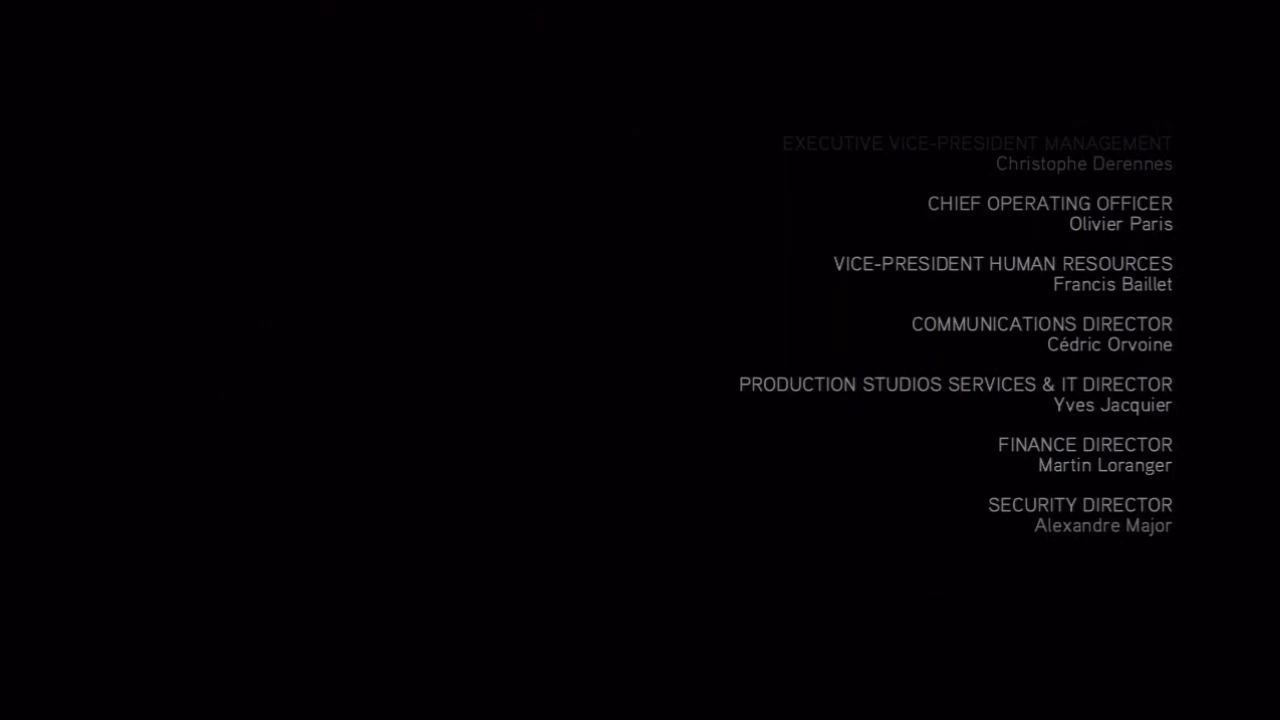 EXECUTIVE VICE-PRESIDENT MANAGEMENT
Christophe Derennes
CHIEF OPERATING OFFICER
Olivier Paris
VICE-PRESIDENT HUMAN RESOURCES
Francis Baillet
COMMUNICATIONS DIRECTOR
Cédric Orvoine
PRODUCTION STUDIOS SERVICES & IT DIRECTOR
Yves Jacquier
FINANCE DIRECTOR
Martin Loranger
SECURITY DIRECTOR
Alexandre Major